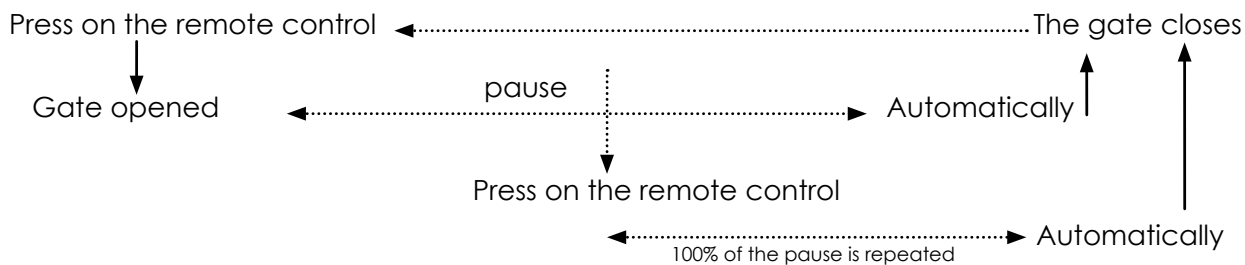 Press on the remote control
The gate closes
Gate opened
pause
Automatically
Press on the remote control
100% of the pause is repeated
Automatically